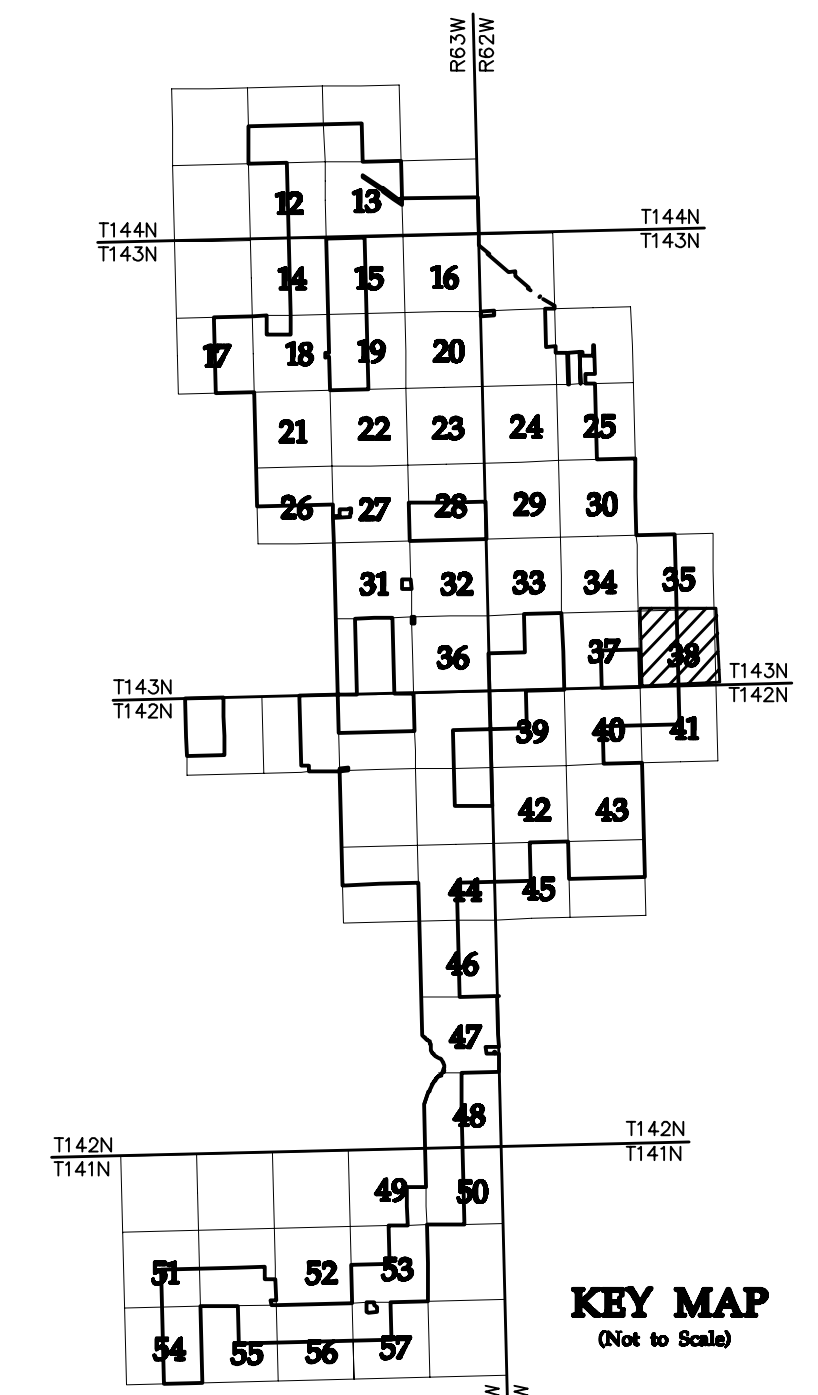 R63W
R62W
12 13
T144N T144N
T143N T143N
14 15 16
17 18 19 20
21 22 23 24 25
26 27 28 29 30
31 32 33 34 35
36 37 38
T143N T143N
T142N T142N
39 40 41
42 43
44 45
46
47
48
T142N T142N
T141N T141N
49 50
51 52 53
54 55 56 57
KEY MAP
(Not to Scale)
W
W